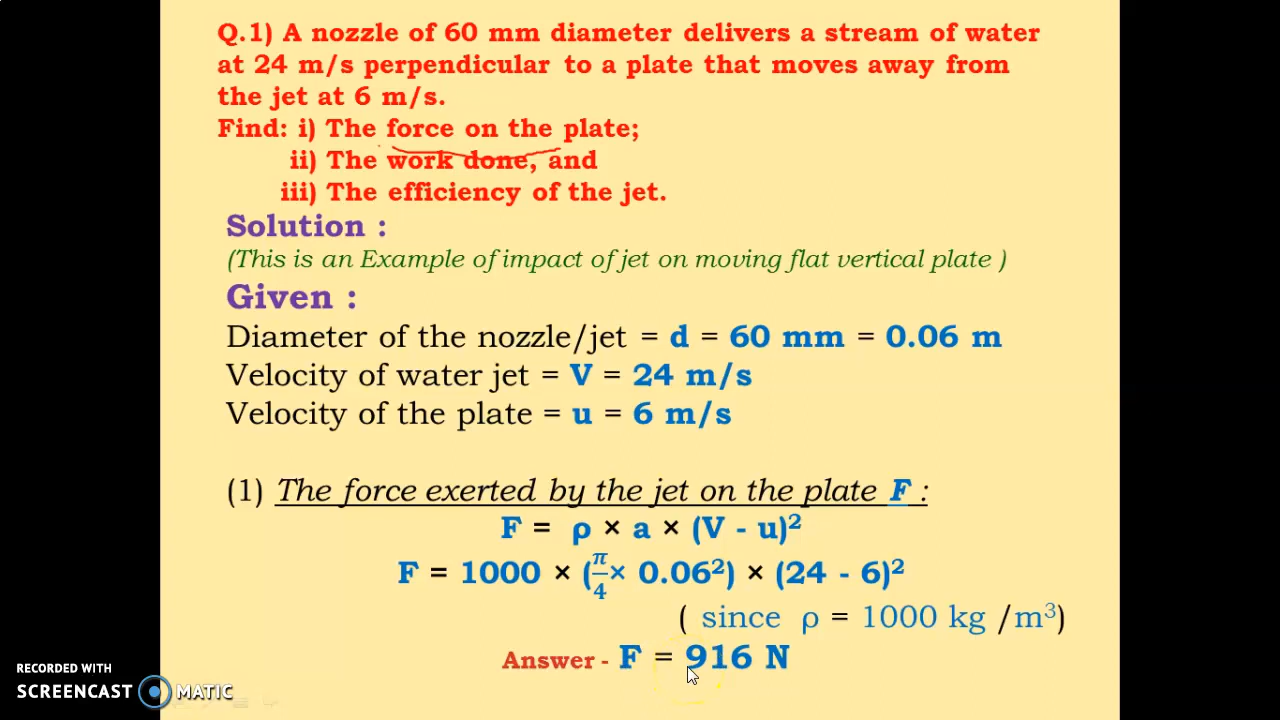 Q.1) A nozzle of 60 mm diameter delivers a stream of water
at 24 m/s perpendicular to a plate that moves away from
the jet at 6 m/s.
Find: i) The force on the plate;
ii) The work done, and
iii) The efficiency of the jet.
Solution :
(This is an Example of impact of jet on moving flat vertical plate )
Given :
Diameter of the nozzle/jet = d = 60 mm = 0.06 m
Velocity of water jet = V = 24 m/s
Velocity of the plate = u = 6 m/s
(1) The force exerted by the jet on the plate F :
F = ρ × a × (V - u)²
F = 1000 × (π/4 × 0.06²) × (24 - 6)²
( since ρ = 1000 kg /m³)
Answer - F = 916 N
RECORDED WITH
SCREENCAST MATIC